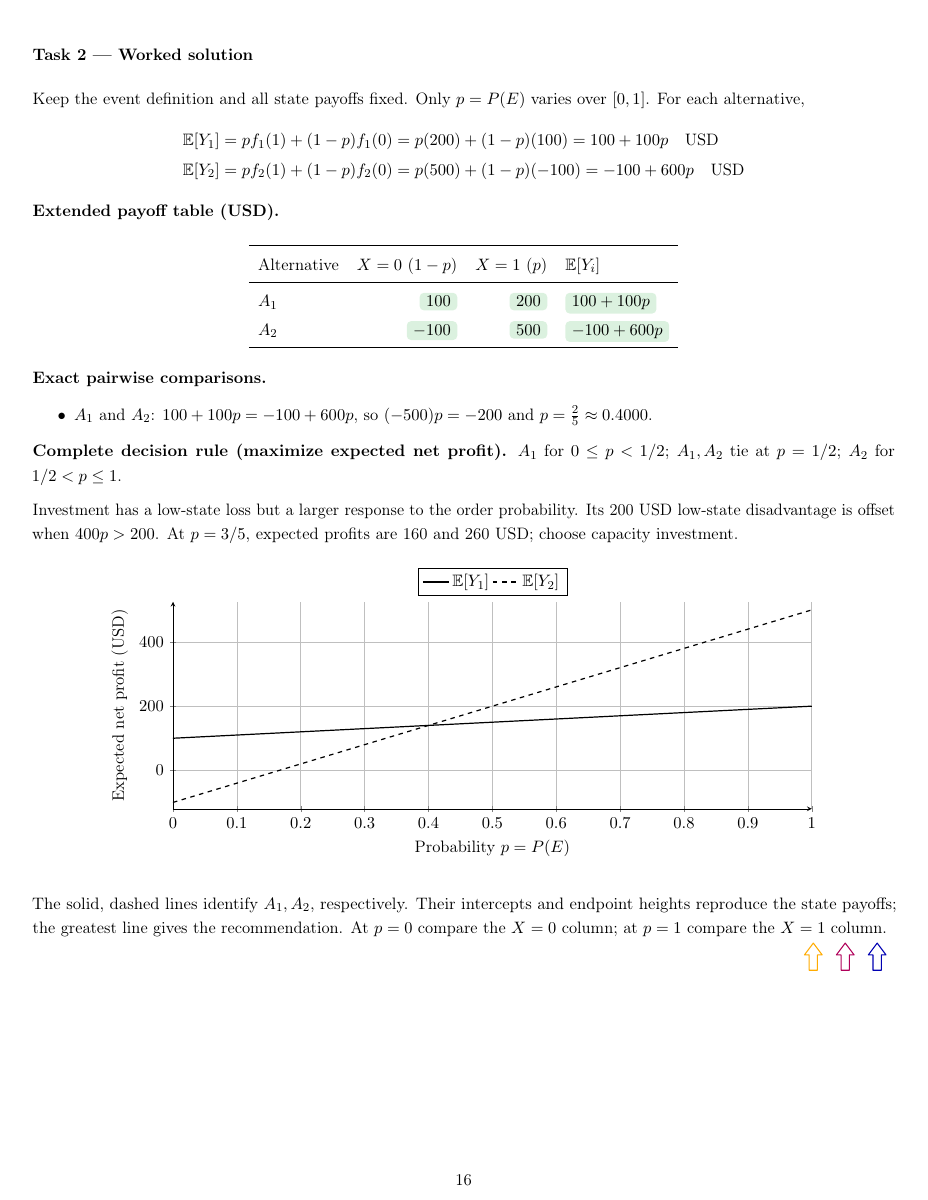 Task 2 — Worked solution
Keep the event definition and all state payoffs fixed. Only p = P(E) varies over [0, 1]. For each alternative,
𝔼[Y₁] = pf₁(1) + (1 − p)f₁(0) = p(200) + (1 − p)(100) = 100 + 100p USD
𝔼[Y₂] = pf₂(1) + (1 − p)f₂(0) = p(500) + (1 − p)(−100) = −100 + 600p USD
Extended payoff table (USD).
Alternative X = 0 (1 − p) X = 1 (p) 𝔼[Yᵢ]
A₁ 100 200 100 + 100p
A₂ −100 500 −100 + 600p
Exact pairwise comparisons.
• A₁ and A₂: 100 + 100p = −100 + 600p, so (−500)p = −200 and p = 2/5 ≈ 0.4000.
Complete decision rule (maximize expected net profit). A₁ for 0 ≤ p < 1/2; A₁, A₂ tie at p = 1/2; A₂ for
1/2 < p ≤ 1.
Investment has a low-state loss but a larger response to the order probability. Its 200 USD low-state disadvantage is offset
when 400p > 200. At p = 3/5, expected profits are 160 and 260 USD; choose capacity investment.
𝔼[Y₁] 𝔼[Y₂]
Expected net profit (USD)
400
200
0
0 0.1 0.2 0.3 0.4 0.5 0.6 0.7 0.8 0.9 1
Probability p = P(E)
The solid, dashed lines identify A₁, A₂, respectively. Their intercepts and endpoint heights reproduce the state payoffs;
the greatest line gives the recommendation. At p = 0 compare the X = 0 column; at p = 1 compare the X = 1 column.
16